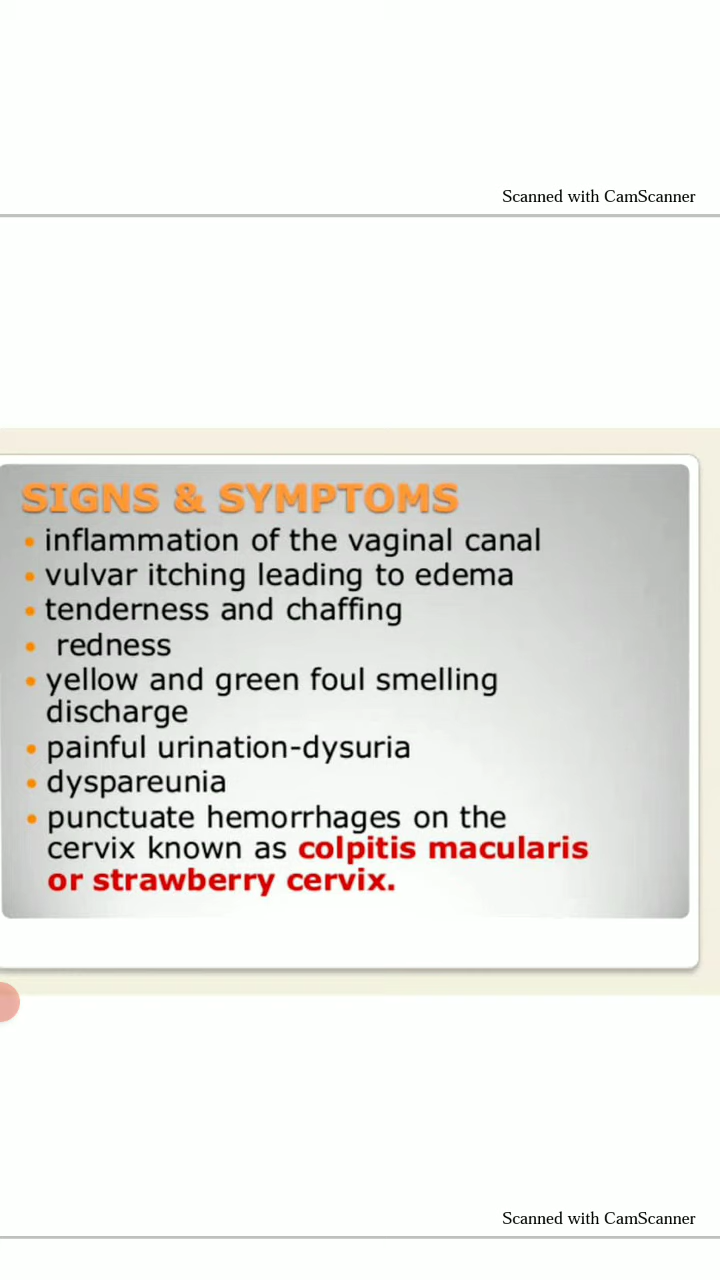 Scanned with CamScanner
SIGNS & SYMPTOMS
• inflammation of the vaginal canal
• vulvar itching leading to edema
• tenderness and chaffing
• redness
• yellow and green foul smelling
discharge
• painful urination-dysuria
• dyspareunia
• punctuate hemorrhages on the
cervix known as colpitis macularis
or strawberry cervix.
Scanned with CamScanner